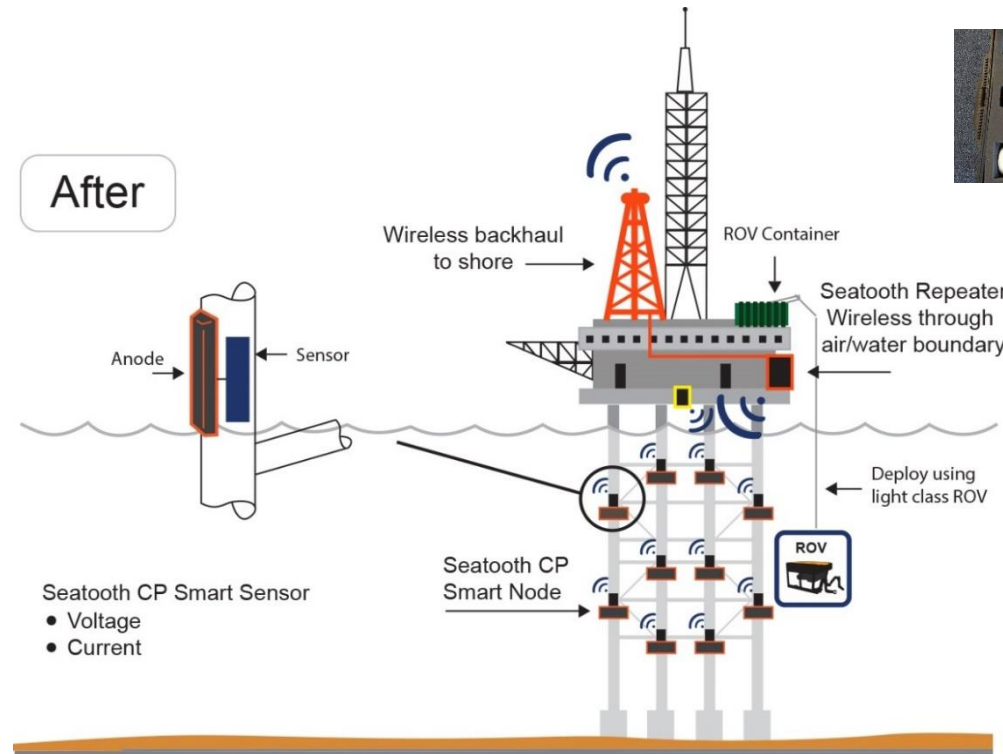 After
Wireless backhaul
to shore
ROV Container
Seatooth Repeater
Wireless through
air/water boundary
Anode
Sensor
Deploy using
light class ROV
ROV
Seatooth CP
Smart Node
Seatooth CP Smart Sensor
• Voltage
• Current